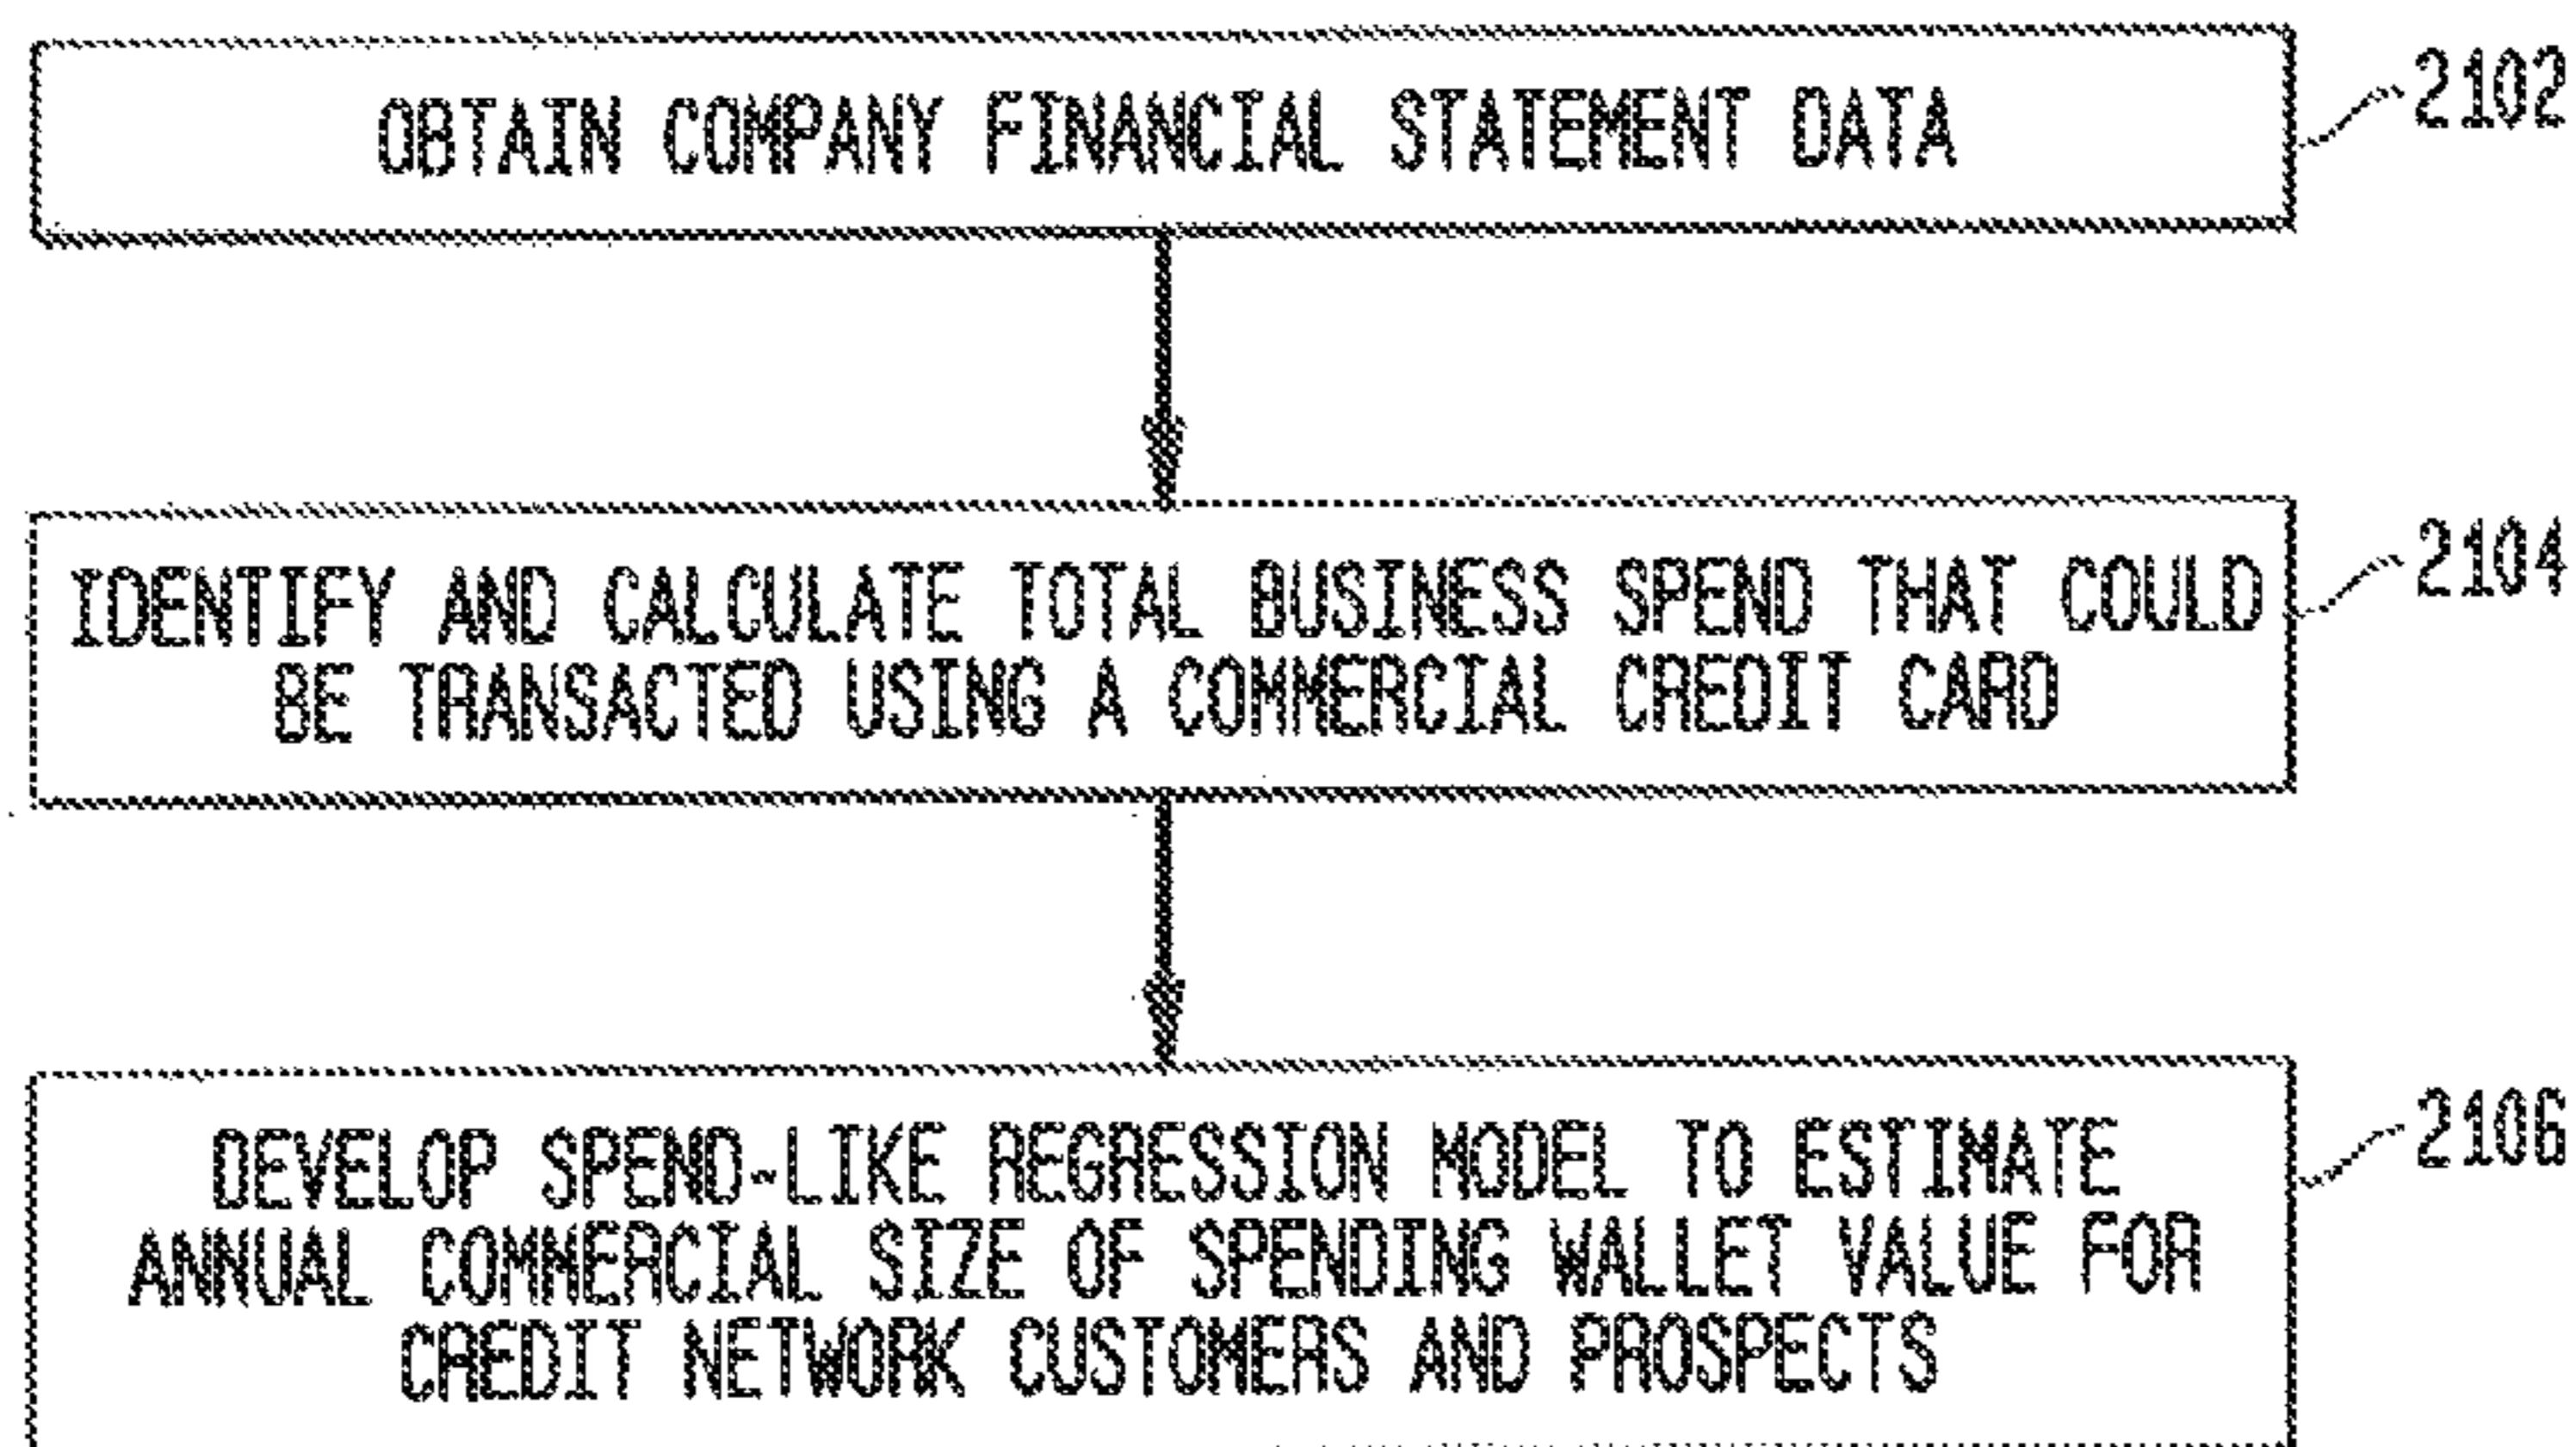 OBTAIN COMPANY FINANCIAL STATEMENT DATA
2102
IDENTIFY AND CALCULATE TOTAL BUSINESS SPEND THAT COULD
BE TRANSACTED USING A COMMERCIAL CREDIT CARD
2104
DEVELOP SPEND-LIKE REGRESSION MODEL TO ESTIMATE
ANNUAL COMMERCIAL SIZE OF SPENDING WALLET VALUE FOR
CREDIT NETWORK CUSTOMERS AND PROSPECTS
2106